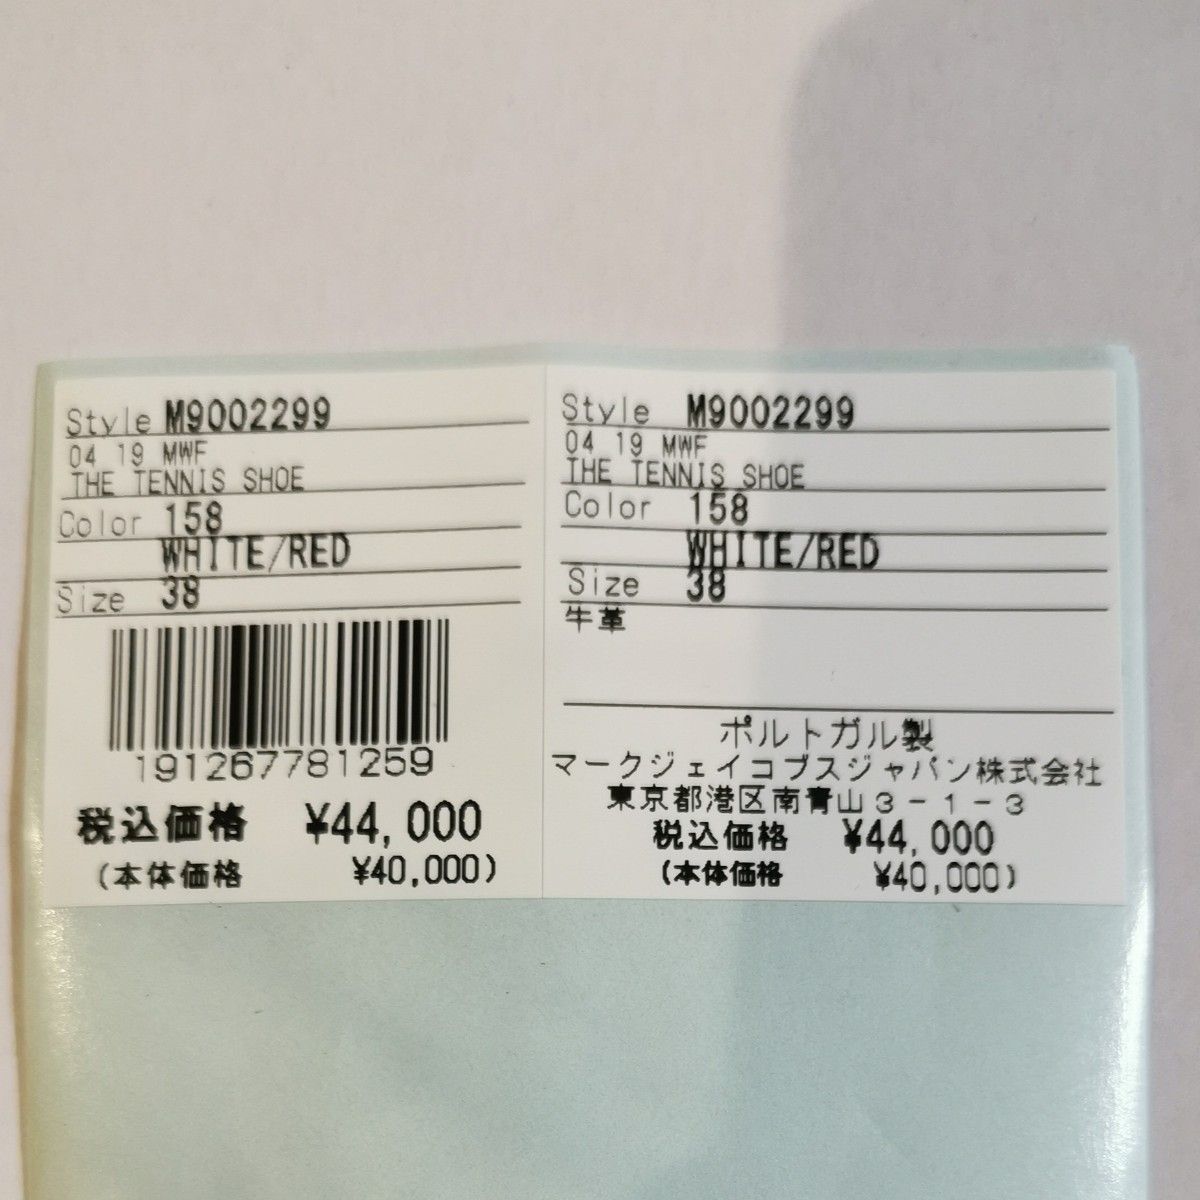 Style M9002299
04 19 MWF
THE TENNIS SHOE
Color 158
WHITE/RED
Size 38
191267781259
税込価格 ¥44,000
(本体価格 ¥40,000)
Style M9002299
04 19 MWF
THE TENNIS SHOE
Color 158
WHITE/RED
Size 38
牛革
ポルトガル製
マークジェイコブスジャパン株式会社
東京都港区南青山3-1-3
税込価格 ¥44,000
(本体価格 ¥40,000)